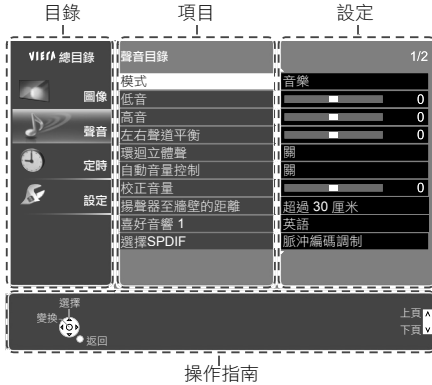 目錄 項目 設定
VIErA 總目錄 聲音目錄 1/2
模式 音樂
圖像 低音 0
高音 0
聲音 左右聲道平衡 0
環迴立體聲 關
定時 自動音量控制 關
校正音量 0
設定 揚聲器至牆壁的距離 超過 30 厘米
喜好音響 1 英語
選擇SPDIF 脈沖編碼調制
選擇
變換
返回
上頁
下頁
操作指南